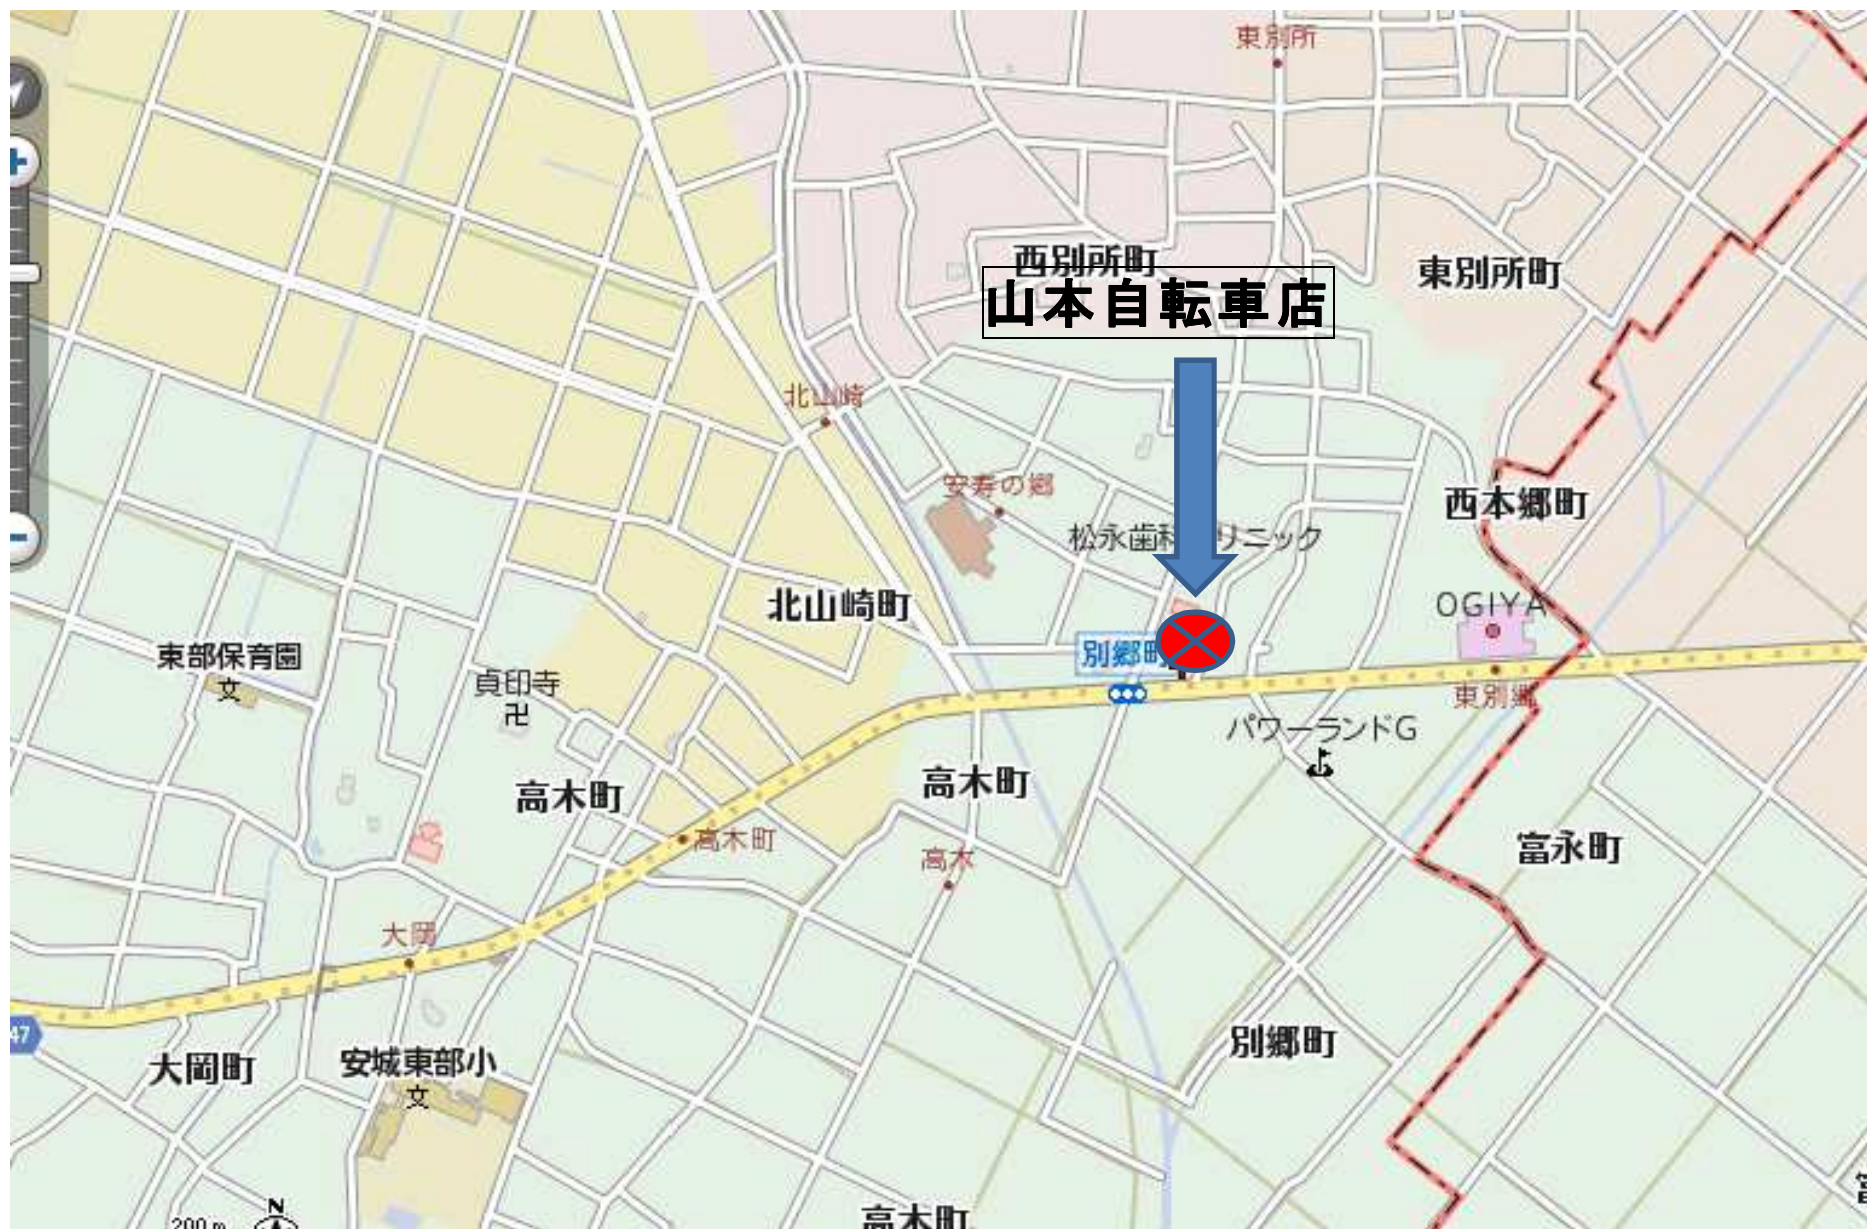 東別所
西別所町
東別所町
山本自転車店
北山崎
安寿の郷
西本郷町
松永歯科クリニック
北山崎町
OGIYA
別郷町
東部保育園
文
貞印寺
卍
東別郷
パワーランドG
高木町
高木町
高木町
高木
富永町
大岡
47
別郷町
大岡町
安城東部小
文
N
200m
高木町